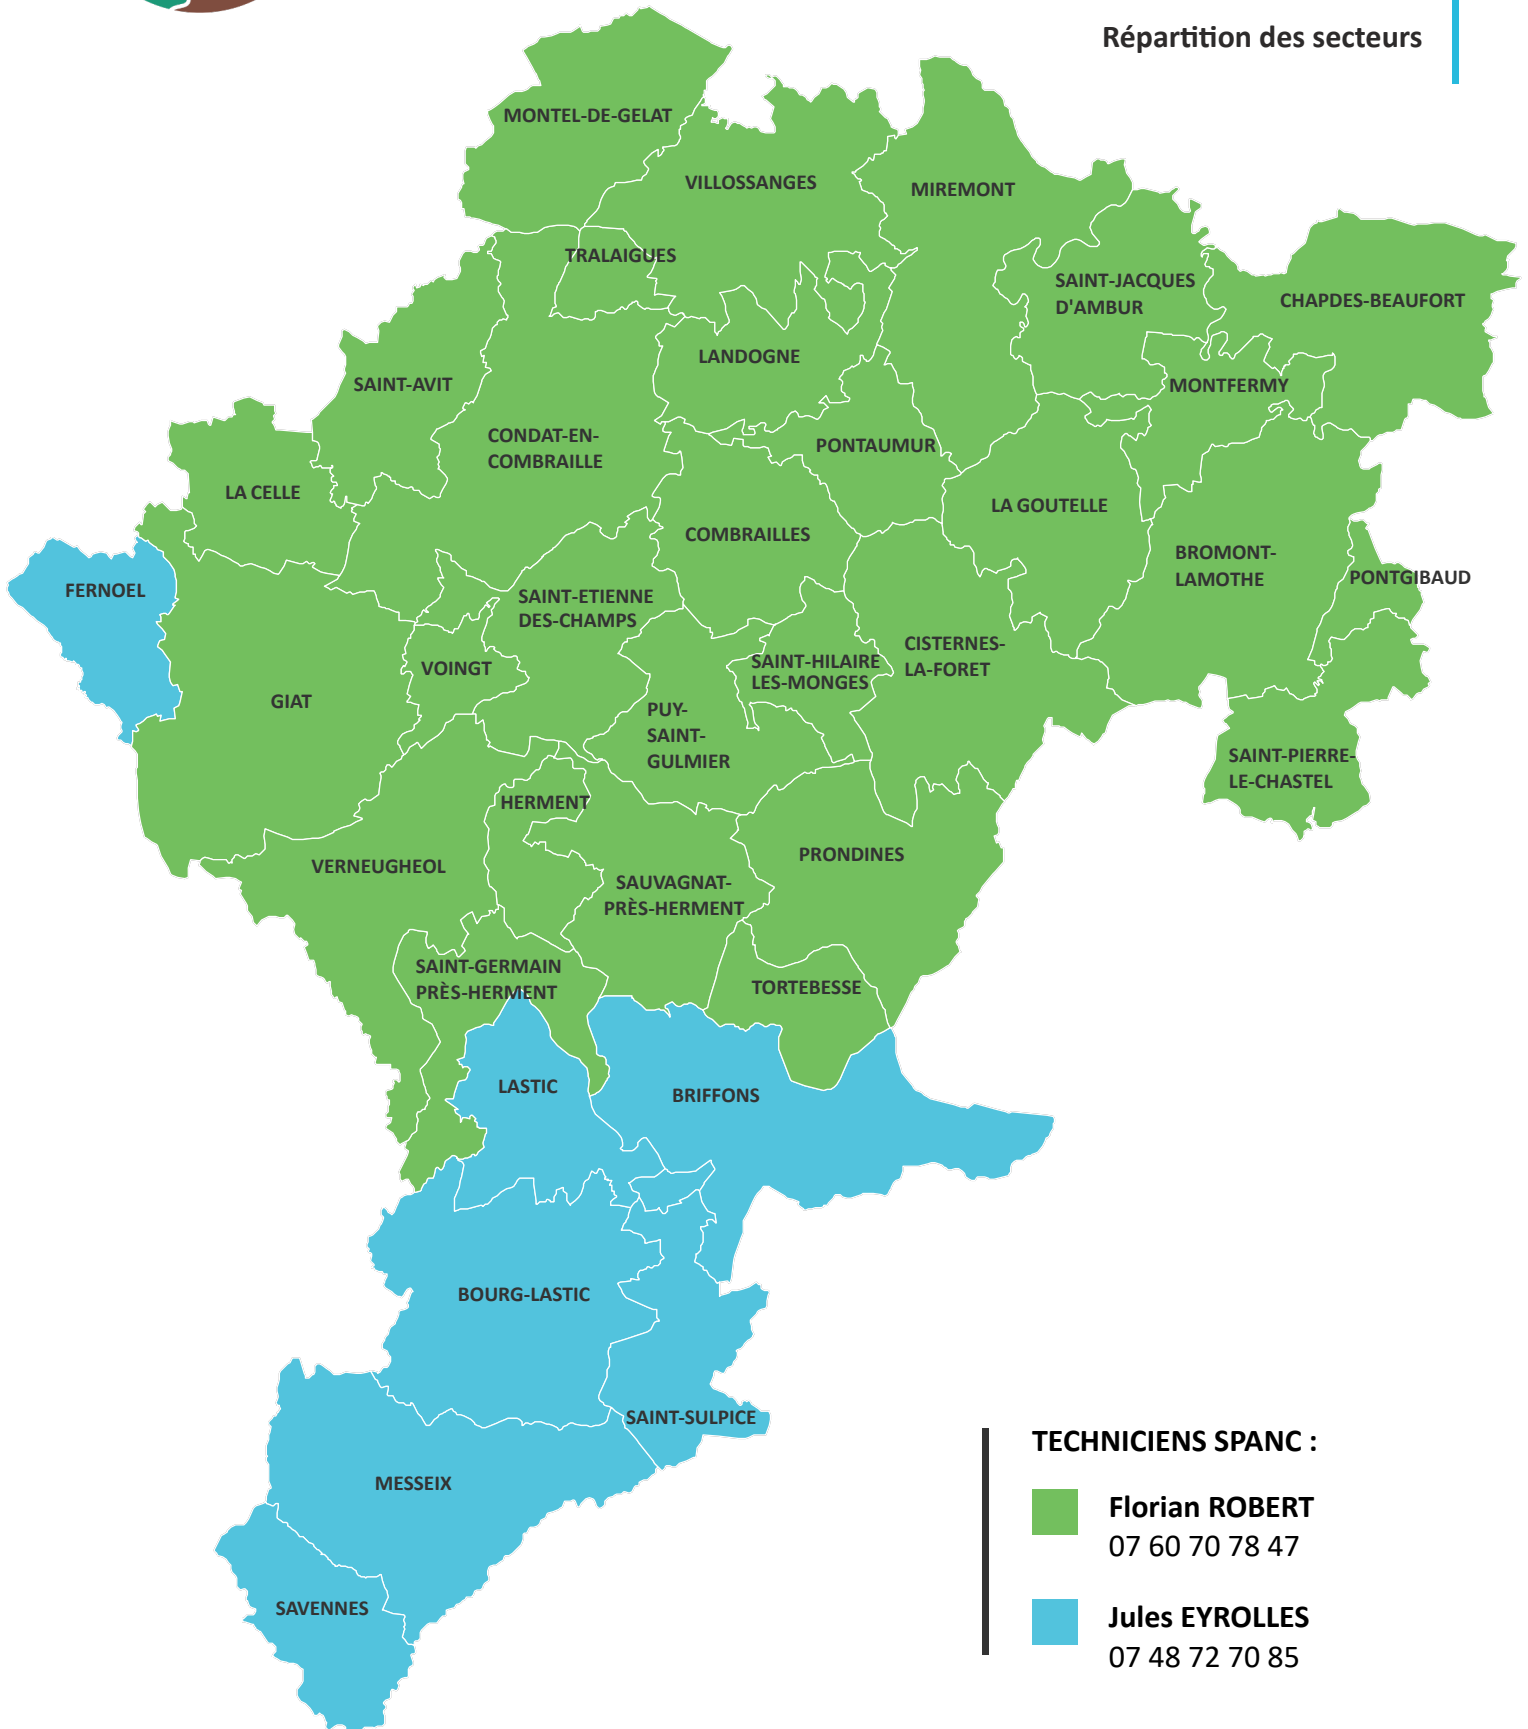 Répartition des secteurs
MONTEL-DE-GELAT
VILLOSSANGES
MIREMONT
TRALAIGUES
SAINT-JACQUES
D'AMBUR
CHAPDES-BEAUFORT
LANDOGNE
SAINT-AVIT
MONTFERMY
CONDAT-EN-
COMBRAILLE
PONTAUMUR
LA CELLE
LA GOUTELLE
COMBRAILLES
BROMONT-
LAMOTHE
PONTGIBAUD
FERNOEL
SAINT-ETIENNE
DES-CHAMPS
CISTERNES-
LA-FORET
VOINGT
SAINT-HILAIRE
LES-MONGES
GIAT
PUY-
SAINT-
GULMIER
SAINT-PIERRE-
LE-CHASTEL
HERMENT
PRONDINES
VERNEUGHEOL
SAUVAGNAT-
PRÈS-HERMENT
SAINT-GERMAIN
PRÈS-HERMENT
TORTEBESSE
LASTIC
BRIFFONS
BOURG-LASTIC
SAINT-SULPICE
MESSEIX
SAVENNES
TECHNICIENS SPANC :
Florian ROBERT
07 60 70 78 47
Jules EYROLLES
07 48 72 70 85